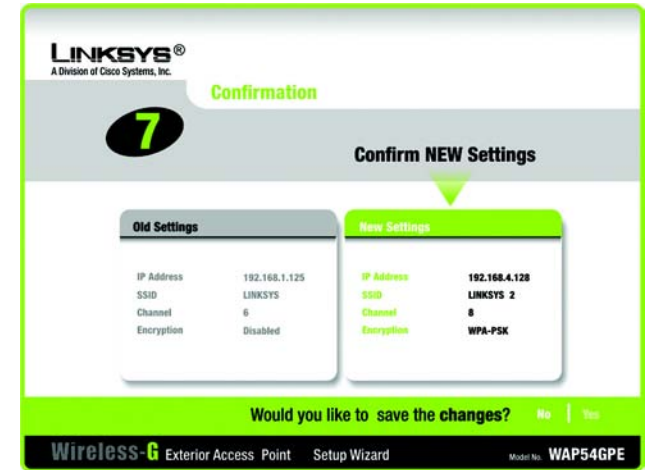 LINKSYS®
A Division of Cisco Systems, Inc.
Confirmation
7
Confirm NEW Settings
Old Settings
IP Address 192.168.1.125
SSID LINKSYS
Channel 6
Encryption Disabled
New Settings
IP Address 192.168.4.128
SSID LINKSYS 2
Channel 8
Encryption WPA-PSK
Would you like to save the changes? No | Yes
Wireless-G Exterior Access Point Setup Wizard Model No. WAP54GPE